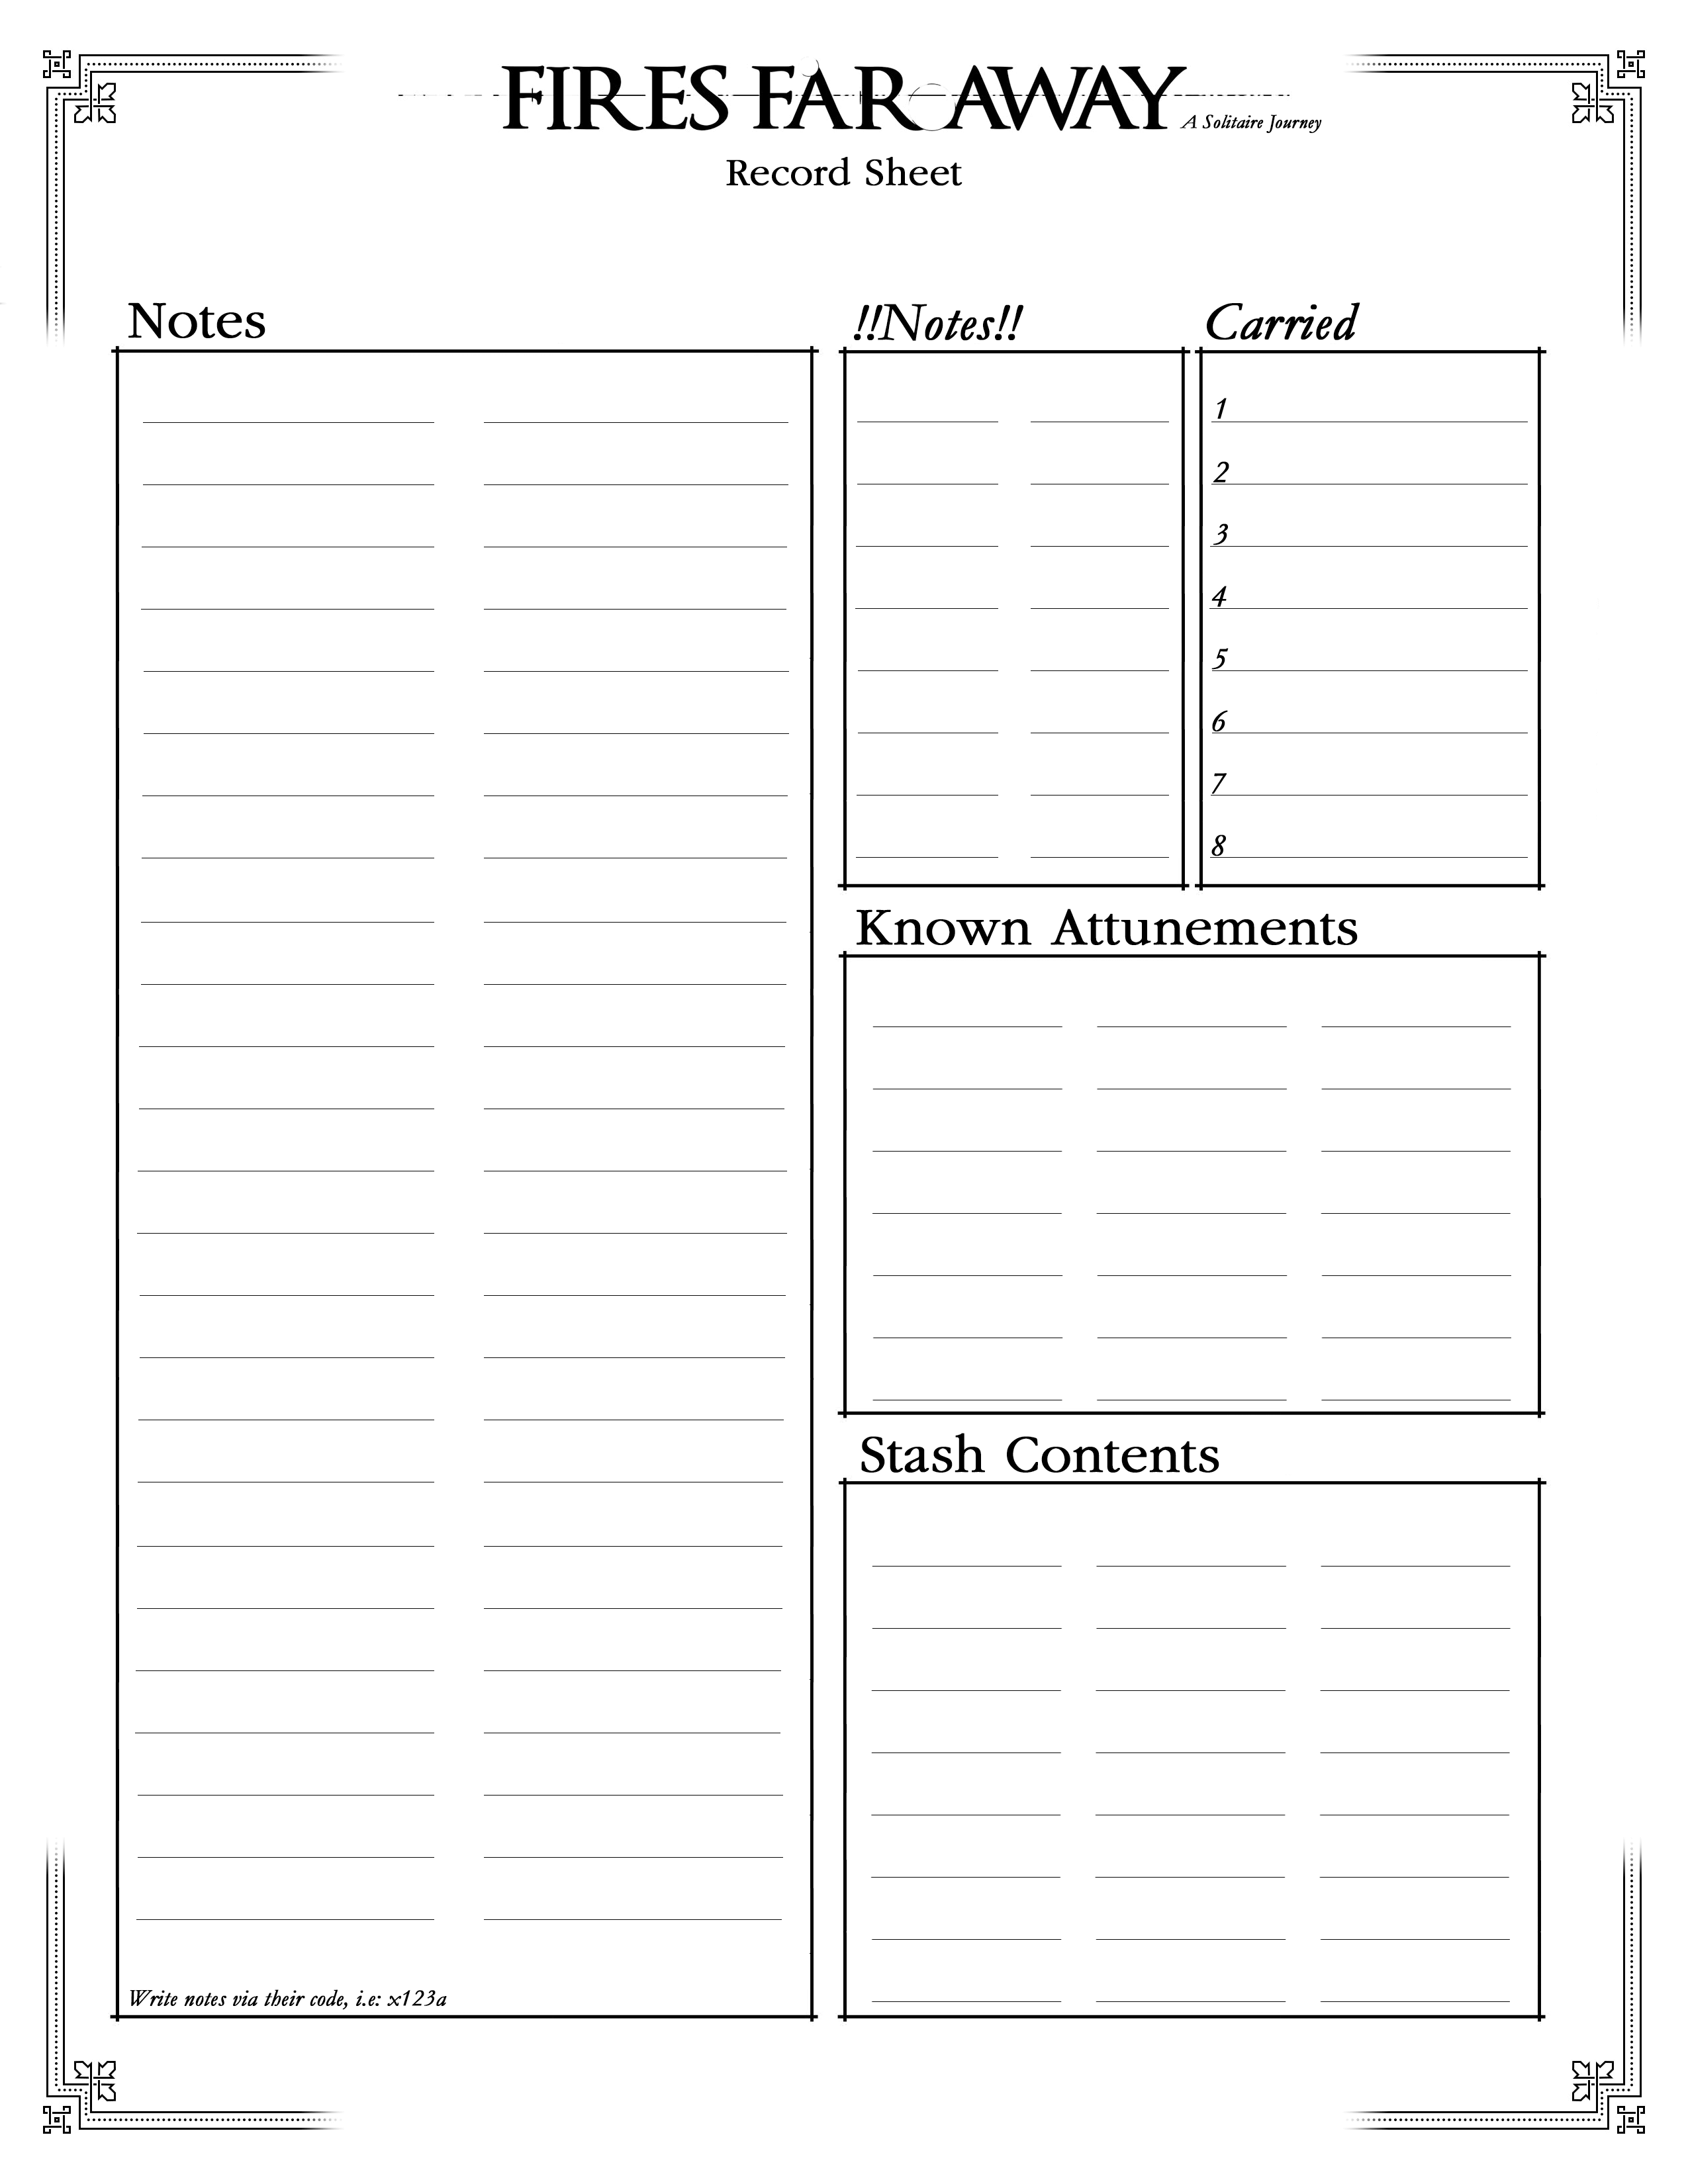 FIRES FAR AWAY
A Solitaire Journey
Record Sheet
Notes
Write notes via their code, i.e: x123a
!!Notes!!
Carried
1
2
3
4
5
6
7
8
Known Attunements
Stash Contents